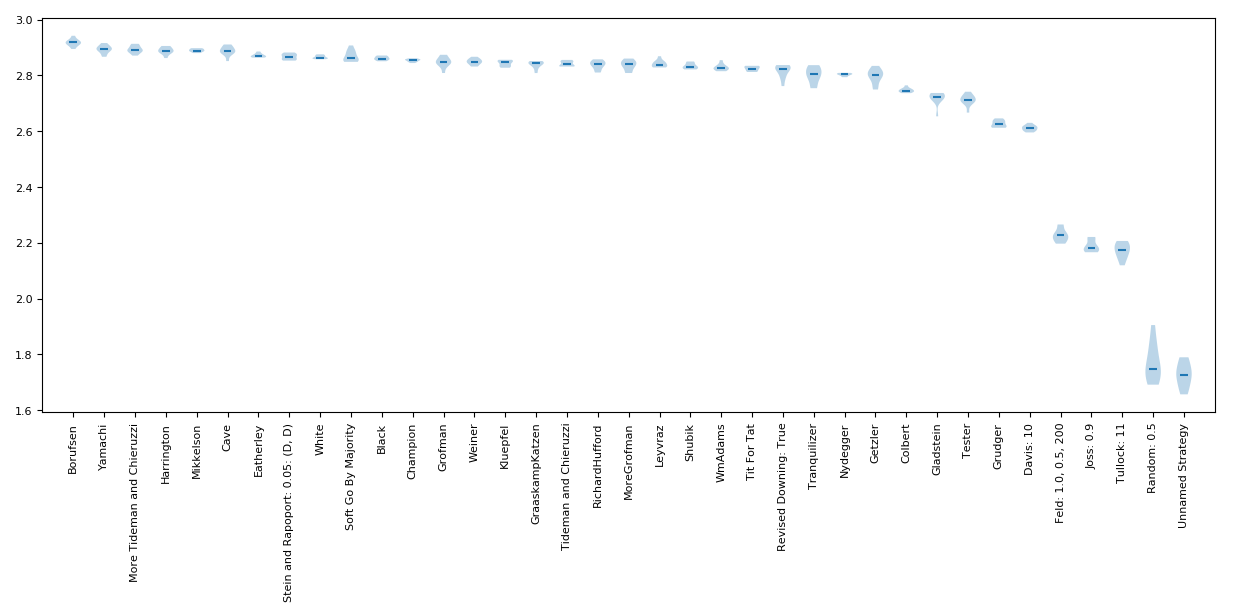 3.0
2.8
2.6
2.4
2.2
2.0
1.8
1.6
Borufsen
Yamachi
More Tideman and Chieruzzi
Harrington
Mikkelson
Cave
Eatherley
Stein and Rapoport: 0.05: (D, D)
White
Soft Go By Majority
Black
Champion
Grofman
Weiner
Kluepfel
GraaskampKatzen
Tideman and Chieruzzi
RichardHufford
MoreGrofman
Leyvraz
Shubik
WmAdams
Tit For Tat
Revised Downing: True
Tranquilizer
Nydegger
Getzler
Colbert
Gladstein
Tester
Grudger
Davis: 10
Feld: 1.0, 0.5, 200
Joss: 0.9
Tullock: 11
Random: 0.5
Unnamed Strategy